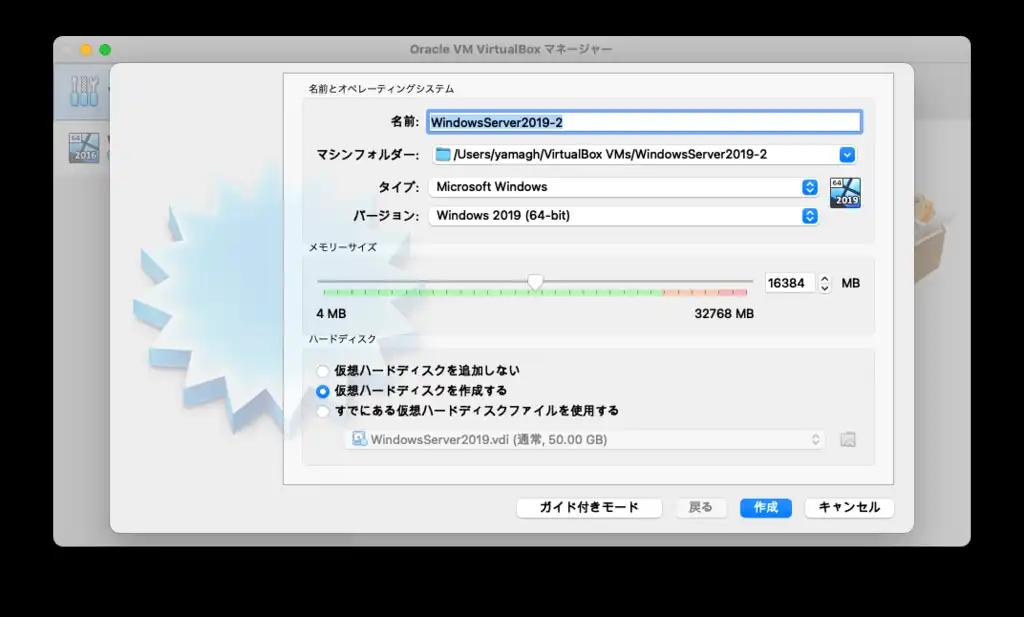 Oracle VM VirtualBox マネージャー
名前とオペレーティングシステム
名前: WindowsServer2019-2
マシンフォルダー: /Users/yamagh/VirtualBox VMs/WindowsServer2019-2
タイプ: Microsoft Windows
64
2019
バージョン: Windows 2019 (64-bit)
64
2016
メモリーサイズ
16384 MB
4 MB 32768 MB
ハードディスク
仮想ハードディスクを追加しない
仮想ハードディスクを作成する
すでにある仮想ハードディスクファイルを使用する
WindowsServer2019.vdi (通常, 50.00 GB)
ガイド付きモード 戻る 作成 キャンセル